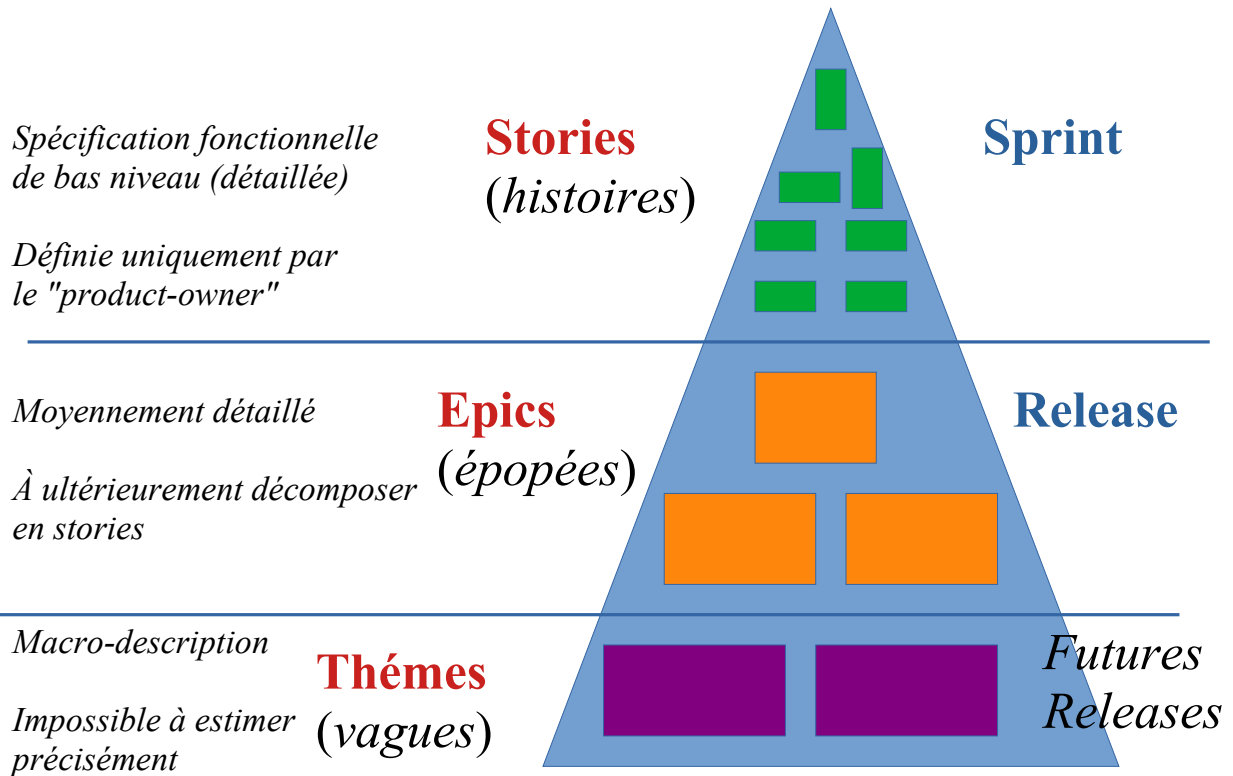 Spécification fonctionnelle
de bas niveau (détaillée)
Définie uniquement par
le "product-owner"
Stories
(histoires)
Sprint
Moyennement détaillé
À ultérieurement décomposer
en stories
Epics
(épopées)
Release
Macro-description
Impossible à estimer
précisément
Thémes
(vagues)
Futures
Releases